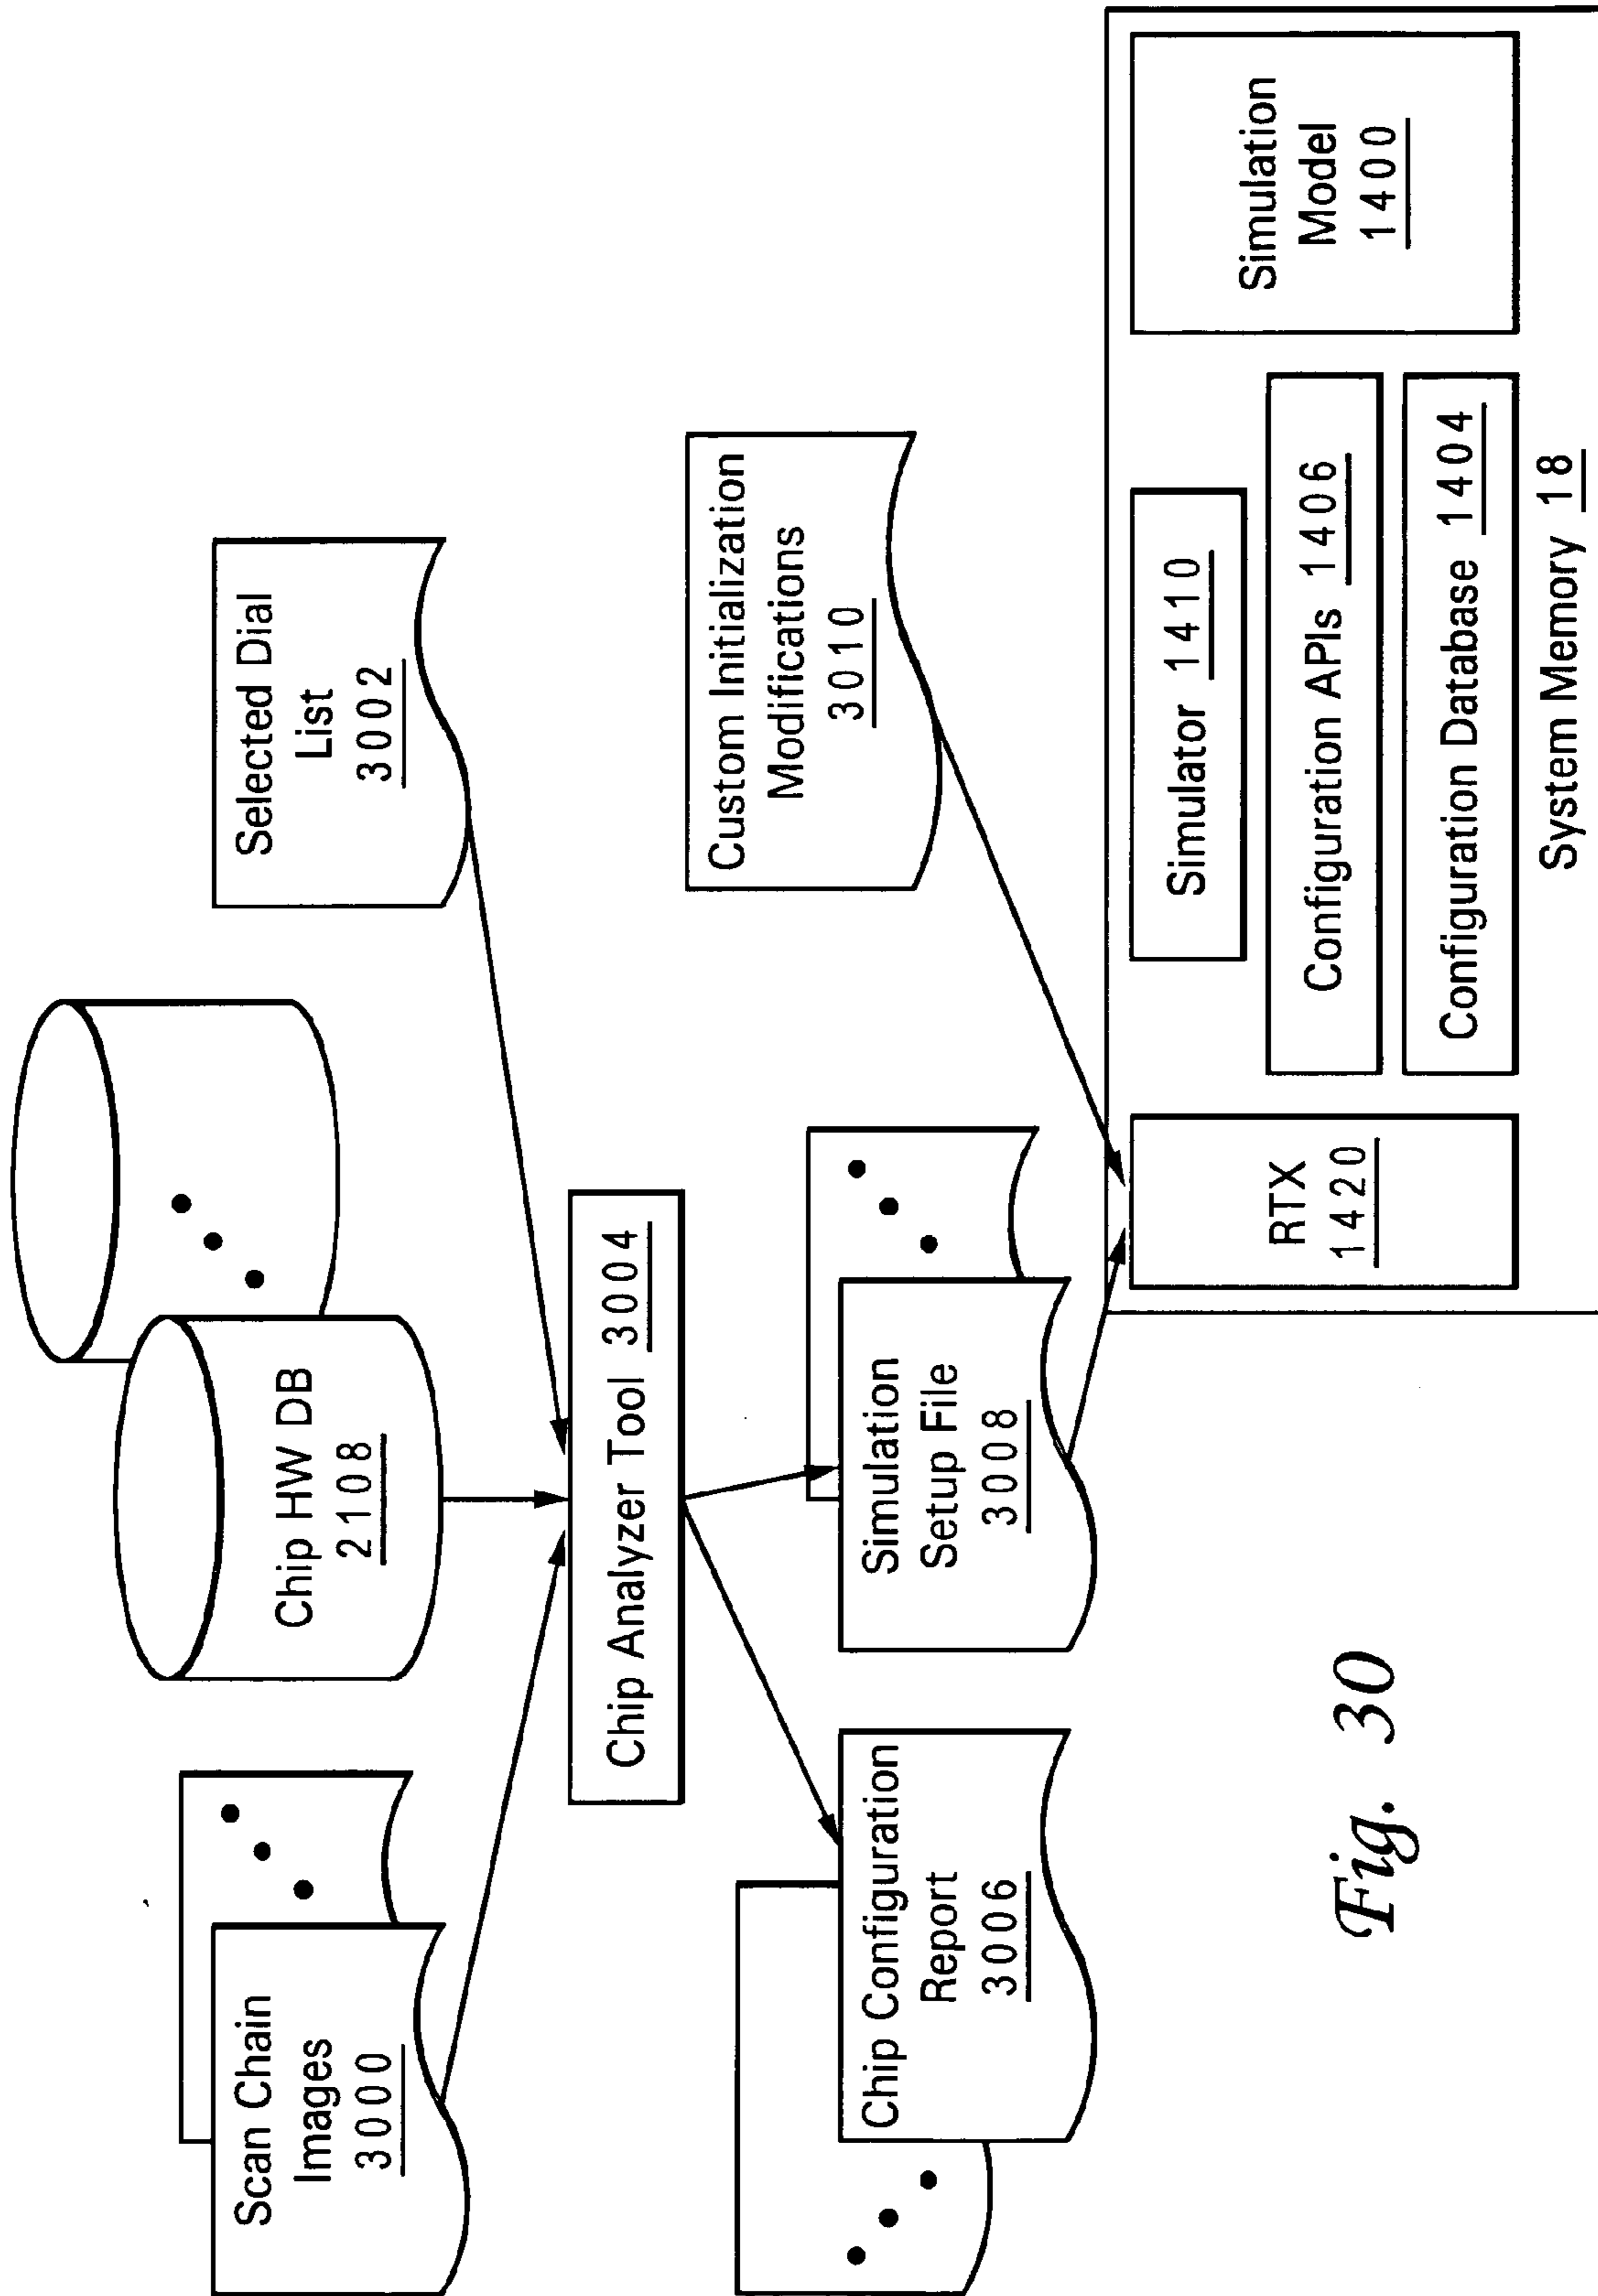 Scan Chain
Images
3000
Chip HW DB
2108
Selected Dial
List
3002
Chip Analyzer Tool 3004
Chip Configuration
Report
3006
Simulation
Setup File
3008
Custom Initialization
Modifications
3010
RTX
1420
Simulator 1410
Configuration APIs 1406
Configuration Database 1404
Simulation
Model
1400
System Memory 18
Fig. 30